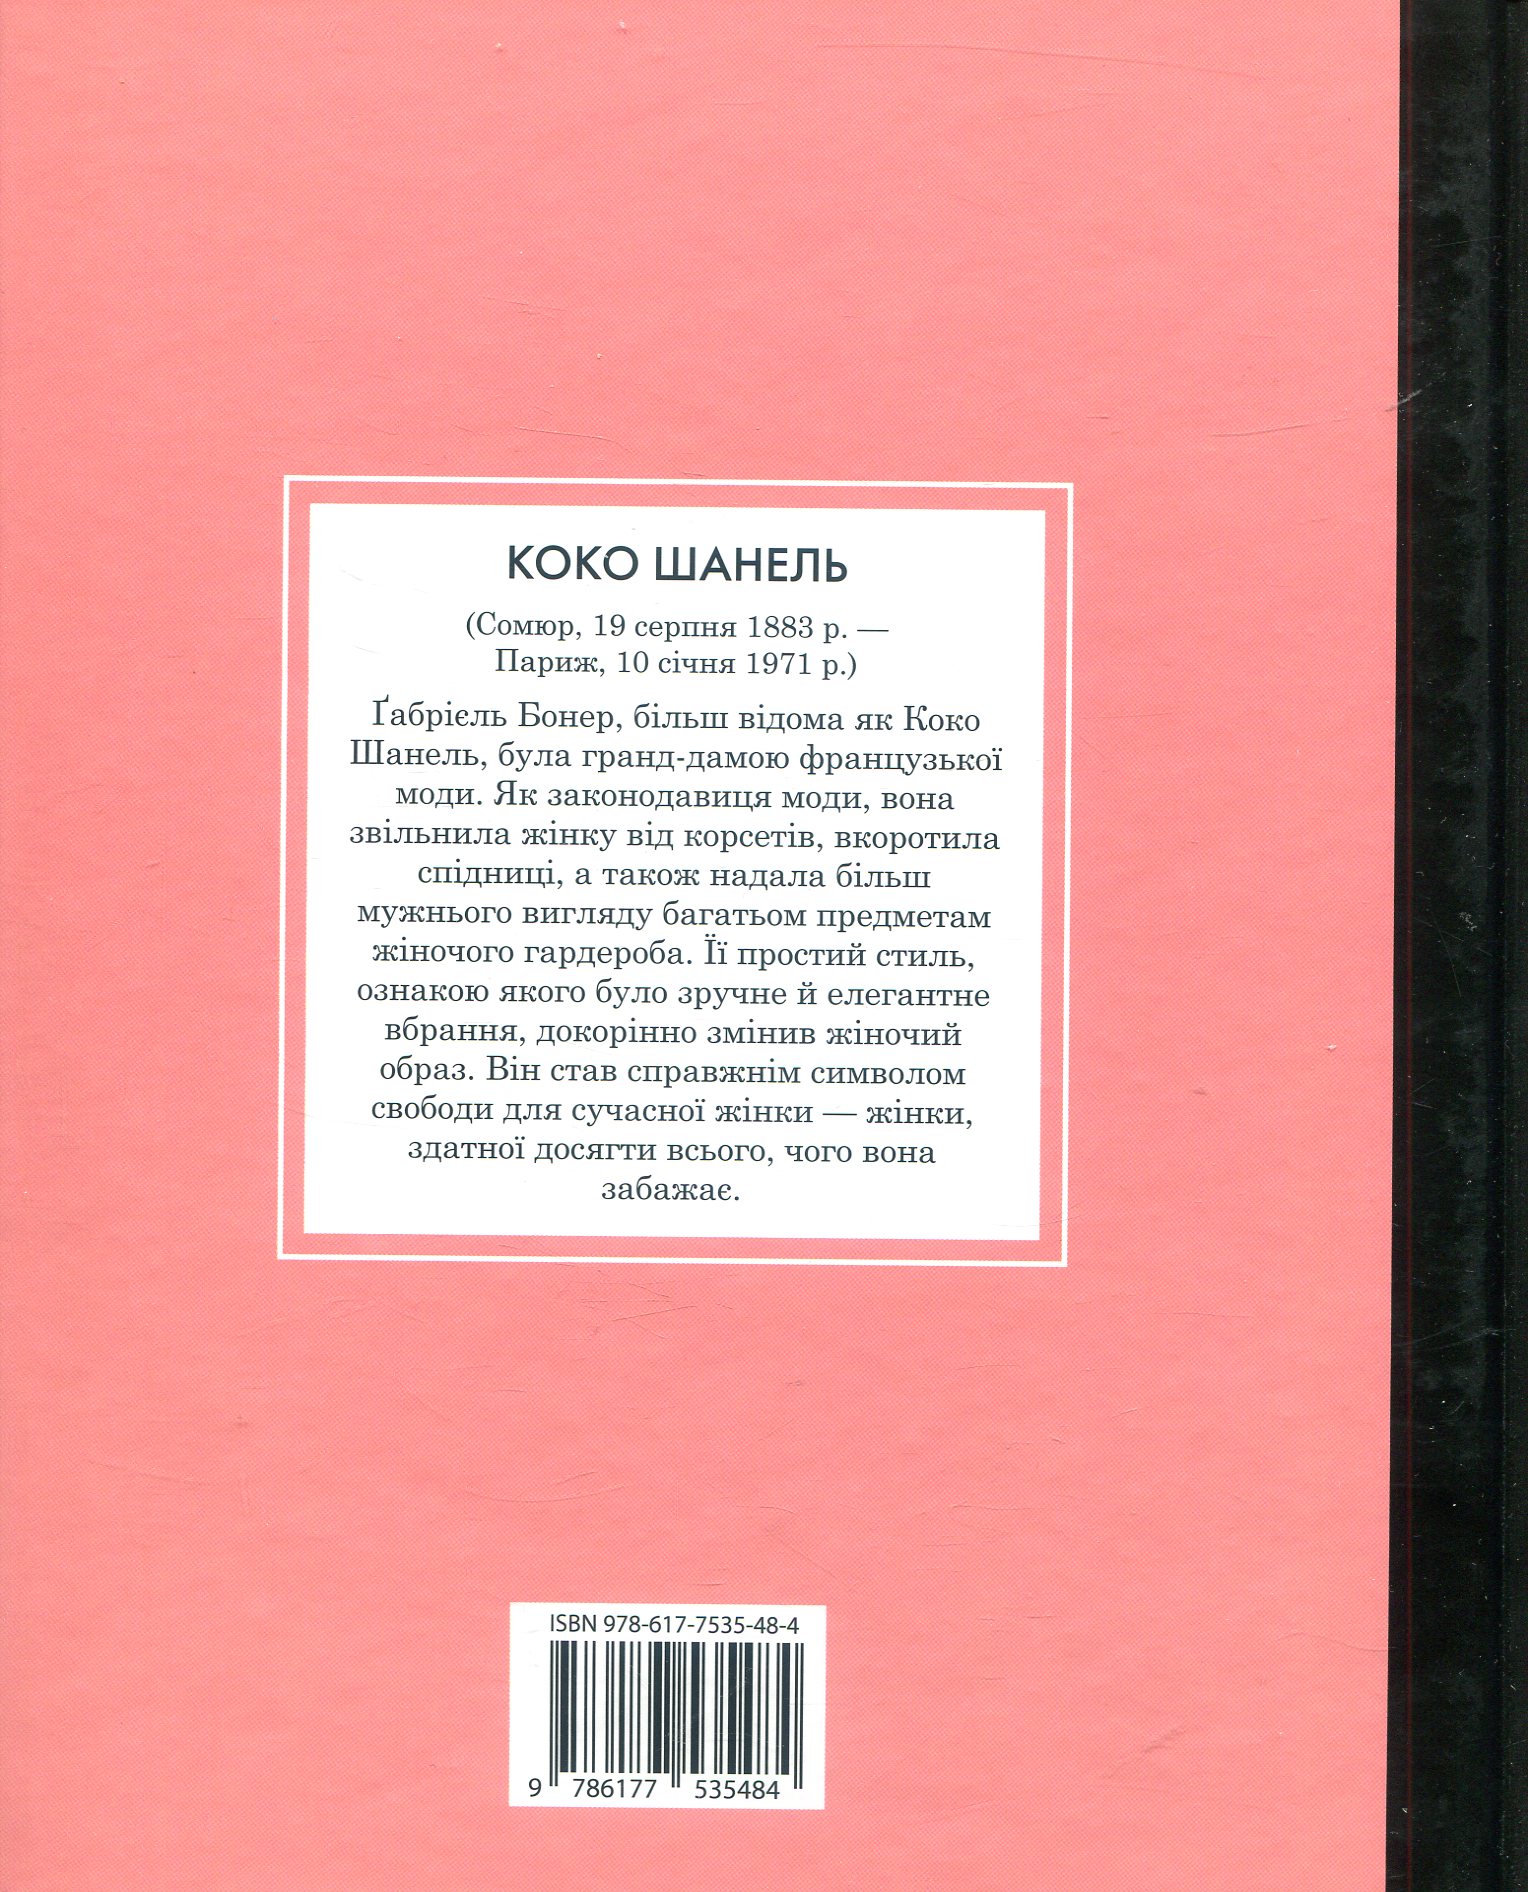 КОКО ШАНЕЛЬ
(Сомюр, 19 серпня 1883 р. —
Париж, 10 січня 1971 р.)
Ґабрієль Бонер, більш відома як Коко
Шанель, була гранд-дамою французької
моди. Як законодавиця моди, вона
звільнила жінку від корсетів, вкоротила
спідниці, а також надала більш
мужнього вигляду багатьом предметам
жіночого гардероба. Її простий стиль,
ознакою якого було зручне й елегантне
вбрання, докорінно змінив жіночий
образ. Він став справжнім символом
свободи для сучасної жінки — жінки,
здатної досягти всього, чого вона
забажає.
ISBN 978-617-7535-48-4
9 786177 535484